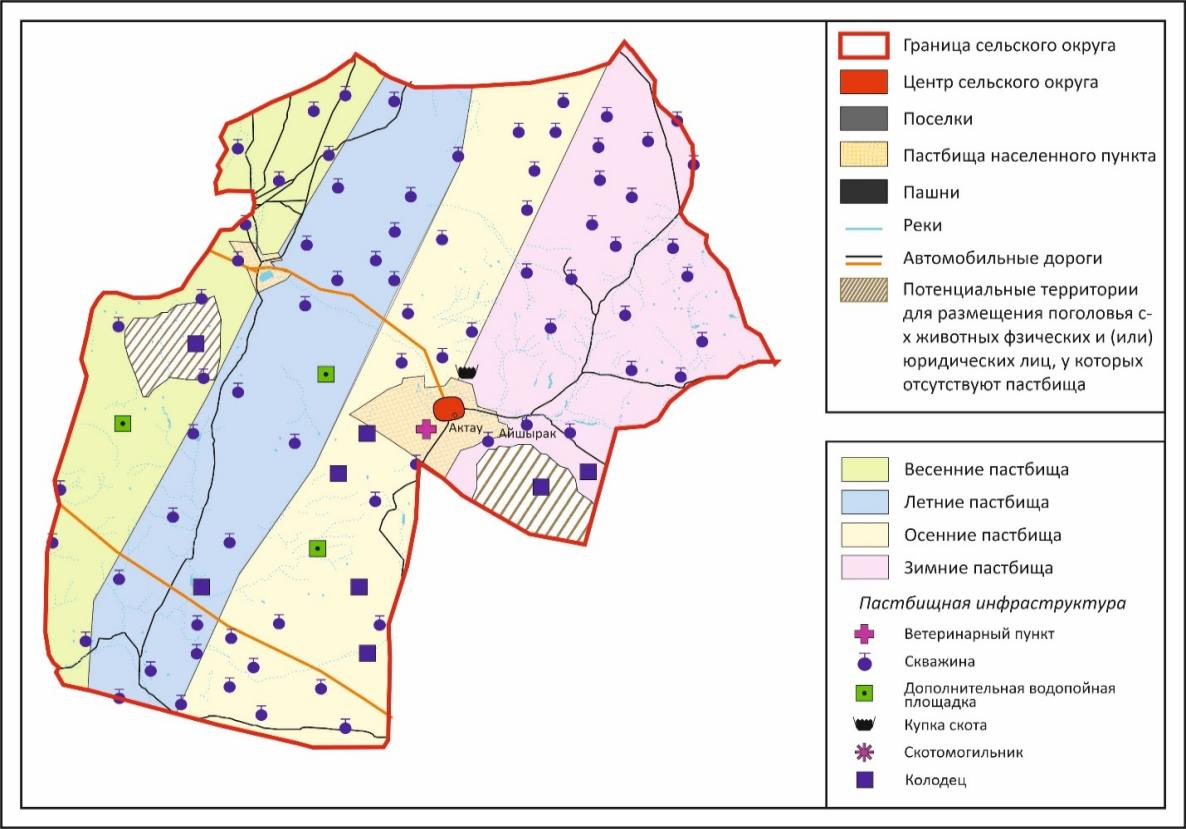 Граница сельского округа
Центр сельского округа
Поселки
Пастбища населенного пункта
Пашни
Реки
Автомобильные дороги
Потенциальные территории
для размещения поголовья с-
х животных фзических и (или)
юридических лиц, у которых
отсутствуют пастбища
Актау
Айшырак
Весенние пастбища
Летние пастбища
Осенние пастбища
Зимние пастбища
Пастбищная инфраструктура
Ветеринарный пункт
Скважина
Дополнительная водопойная
площадка
Купка скота
Скотомогильник
Колодец